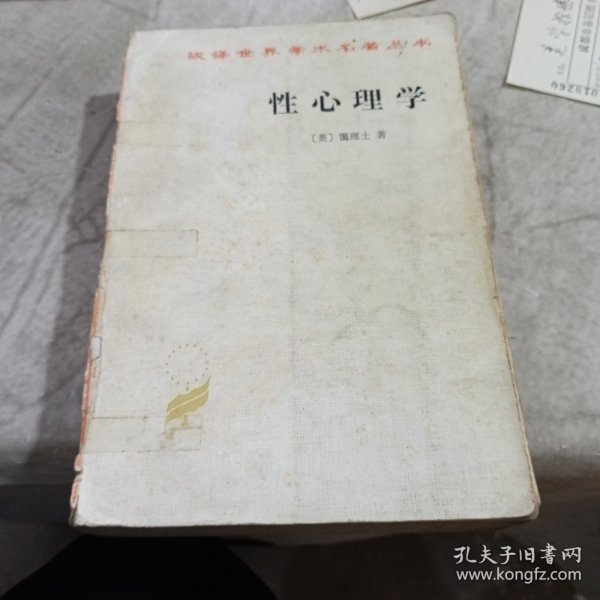 汉译世界学术名著丛书
性心理学
〔英〕霭理士 著
015260
孔夫子旧书网
www.kongfz.com